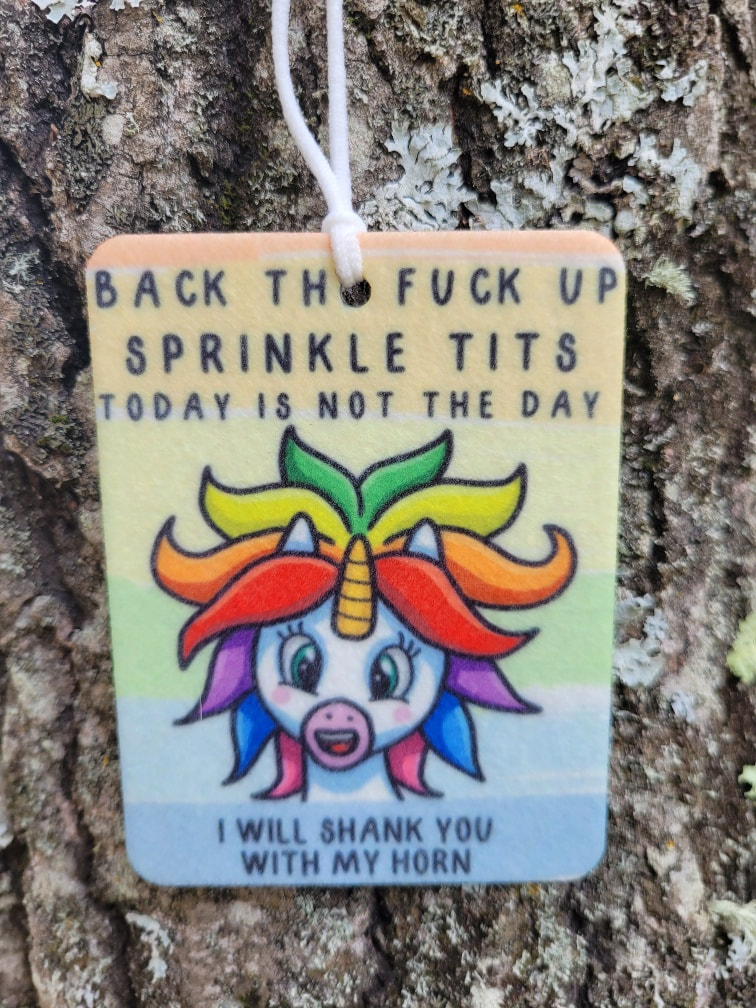 BACK THE FUCK UP
SPRINKLE TITS
TODAY IS NOT THE DAY
I WILL SHANK YOU
WITH MY HORN